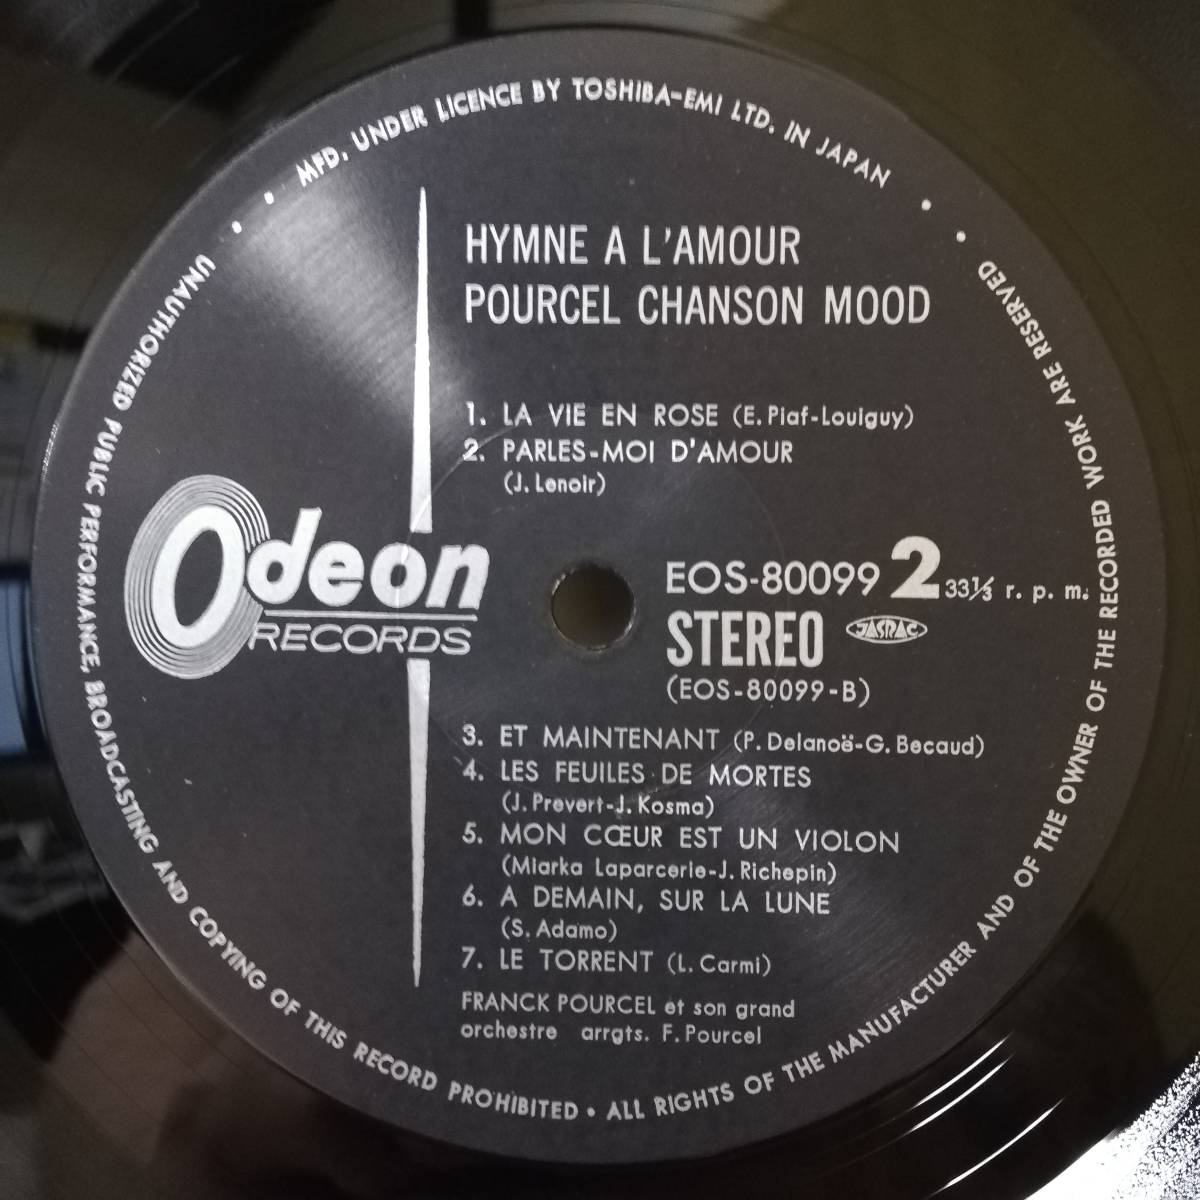 MFD. UNDER LICENCE BY TOSHIBA-EMI LTD. IN JAPAN
HYMNE A L'AMOUR
POURCEL CHANSON MOOD
1. LA VIE EN ROSE (E. Piaf-Louiguy)
2. PARLES-MOI D'AMOUR
(J. Lenoir)
Odeon
RECORDS
EOS-80099 2 33⅓ r. p. m.
STEREO JASRAC
(EOS-80099-B)
3. ET MAINTENANT (P. Delanoë-G. Becaud)
4. LES FEUILES DE MORTES
(J. Prevert-J. Kosma)
5. MON CŒUR EST UN VIOLON
(Miarka Laparcerie-J. Richepin)
6. A DEMAIN, SUR LA LUNE
(S. Adamo)
7. LE TORRENT (L. Carmi)
FRANCK POURCEL et son grand
orchestre arrgts. F. Pourcel
UNAUTHORIZED PUBLIC PERFORMANCE, BROADCASTING AND COPYING OF THIS RECORD PROHIBITED • ALL RIGHTS OF THE MANUFACTURER AND OF THE OWNER OF THE RECORDED WORK ARE RESERVED